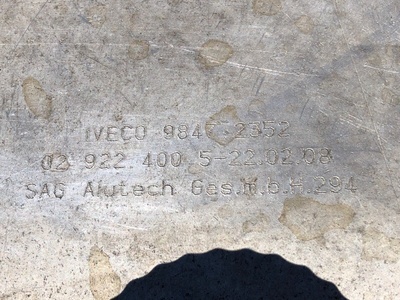 IVECO 9847-2352
02 922 400 5-22.02.08
SAG Alutech Ges.m.b.H.294